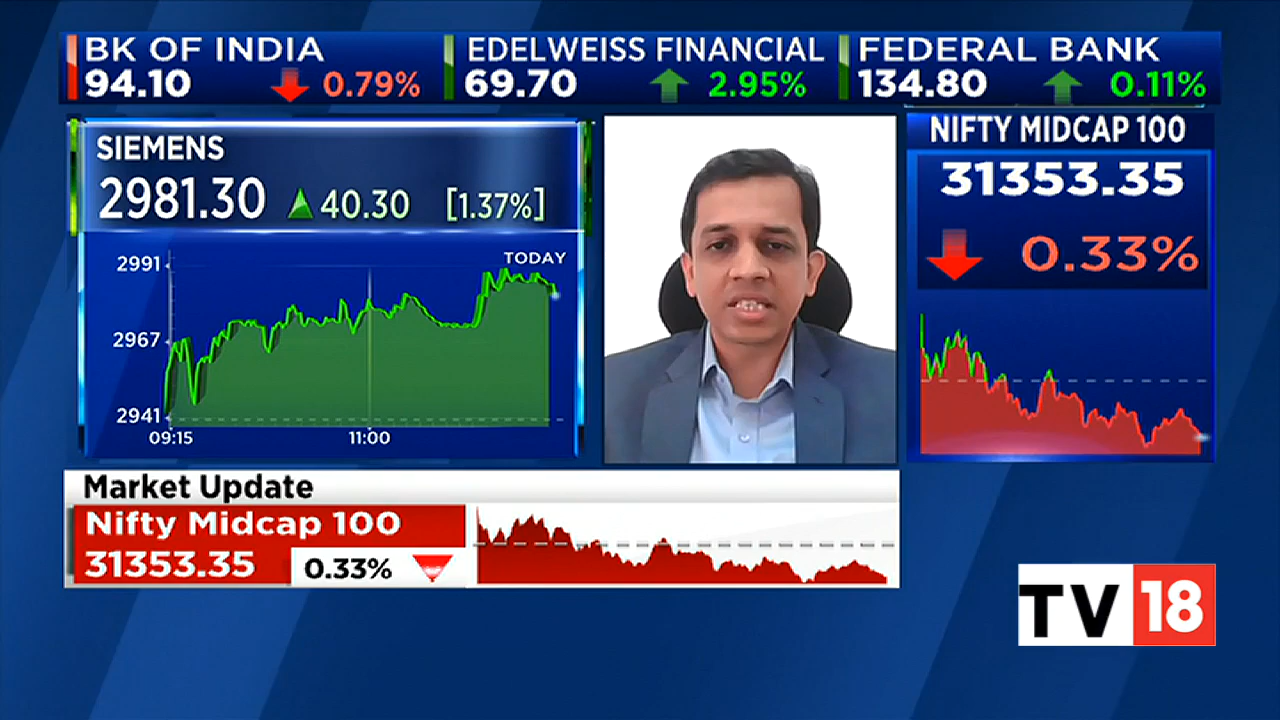 BK OF INDIA
94.10 0.79%
EDELWEISS FINANCIAL
69.70 2.95%
FEDERAL BANK
134.80 0.11%
SIEMENS
2981.30 40.30 [1.37%]
TODAY
2991
2967
2941
09:15 11:00
NIFTY MIDCAP 100
31353.35
0.33%
Market Update
Nifty Midcap 100
31353.35 0.33%
TV18